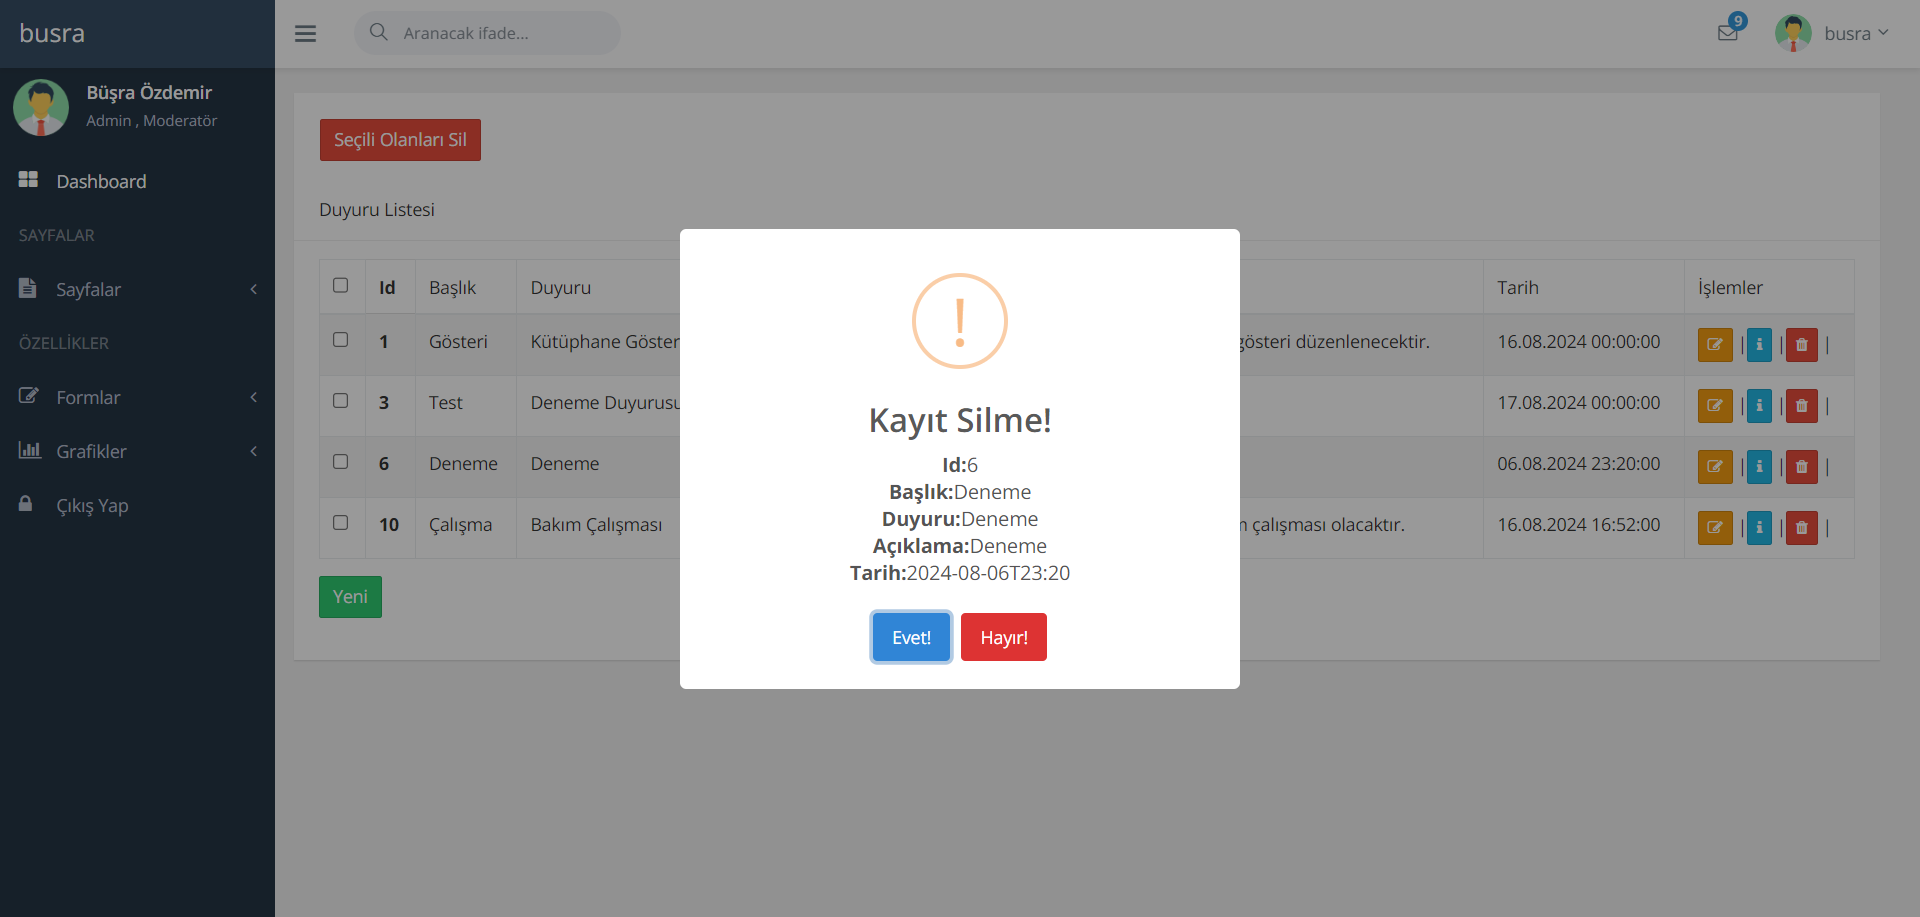 busra
Aranacak ifade...
9
busra
Büşra Özdemir
Admin , Moderatör
Dashboard
SAYFALAR
Sayfalar
ÖZELLİKLER
Formlar
Grafikler
Çıkış Yap
Seçili Olanları Sil
Duyuru Listesi
Id Başlık Duyuru Tarih İşlemler
1 Gösteri Kütüphane Göster gösteri düzenlenecektir. 16.08.2024 00:00:00 | | |
3 Test Deneme Duyurusu 17.08.2024 00:00:00 | | |
6 Deneme Deneme 06.08.2024 23:20:00 | | |
10 Çalışma Bakım Çalışması çalışması olacaktır. 16.08.2024 16:52:00 | | |
Yeni
Kayıt Silme!
Id:6
Başlık:Deneme
Duyuru:Deneme
Açıklama:Deneme
Tarih:2024-08-06T23:20
Evet! Hayır!